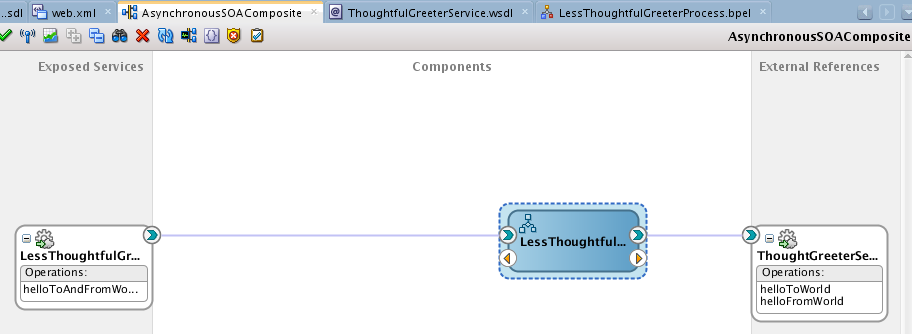 ...sdl web.xml AsynchronousSOAComposite ThoughtfulGreeterService.wsdl LessThoughtfulGreeterProcess.bpel
AsynchronousSOAComposite
Exposed Services Components External References
LessThoughtfulGr...
Operations:
helloToAndFromWo...
LessThoughtful...
ThoughtGreeterSe...
Operations:
helloToWorld
helloFromWorld